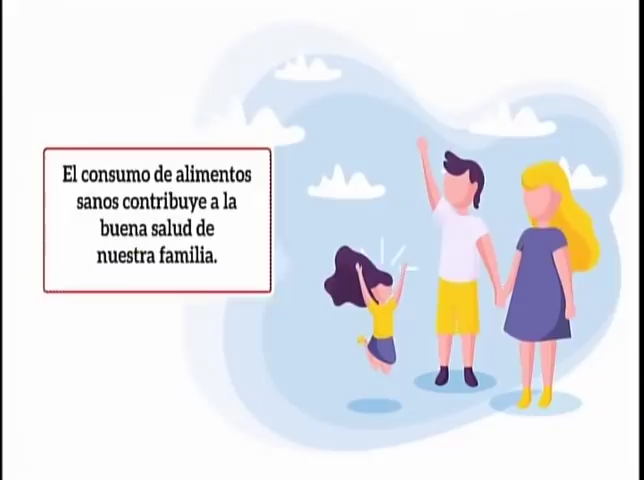 El consumo de alimentos
sanos contribuye a la
buena salud de
nuestra familia.